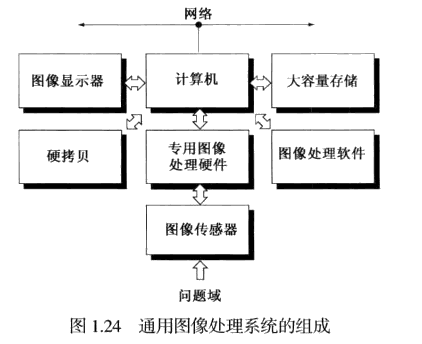 网络
图像显示器
计算机
大容量存储
硬拷贝
专用图像
处理硬件
图像处理软件
图像传感器
问题域
图 1.24 通用图像处理系统的组成